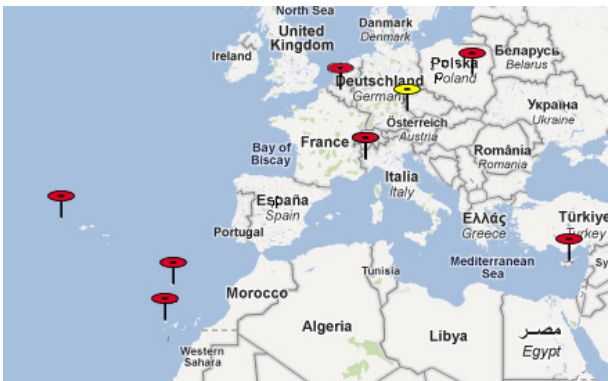 North Sea
Danmark
Denmark
United
Kingdom
Ireland
Беларусь
Belarus
Polska
Poland
Deutschland
Germany
Україна
Ukraine
Österreich
Austria
France
Bay of
Biscay
România
Romania
Italia
Italy
España
Spain
Portugal
Ελλάς
Greece
Türkiye
Turkey
Mediterranean
Sea
Tunisia
Morocco
Algeria
Libya
مصر
Egypt
Western
Sahara